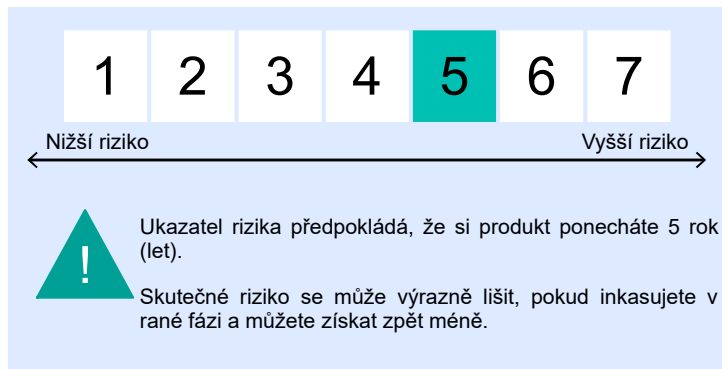 1 2 3 4 5 6 7
Nižší riziko Vyšší riziko
!
Ukazatel rizika předpokládá, že si produkt ponecháte 5 rok
(let).
Skutečné riziko se může výrazně lišit, pokud inkasujete v
rané fázi a můžete získat zpět méně.